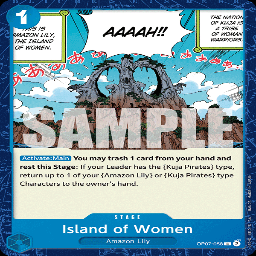 1
THIS IS
AMAZON LILY,
THE ISLAND
OF WOMEN.
AAAAH!!
THE NATION
OF KUJA IS
A TRIBE
OF WOMAN
WARRIORS.
SAMPLE
Activate:Main You may trash 1 card from your hand and
rest this Stage: If your Leader has the {Kuja Pirates} type,
return up to 1 of your {Amazon Lily} or {Kuja Pirates} type
Characters to the owner's hand.
STAGE
Island of Women
Amazon Lily